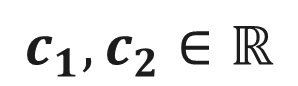 c₁, c₂ ∈ ℝ